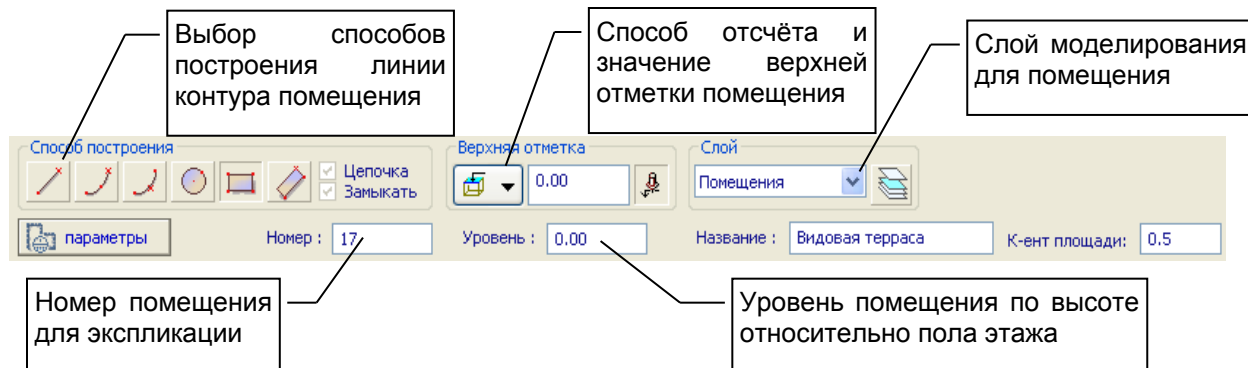 Выбор способов
построения линии
контура помещения
Способ отсчёта и
значение верхней
отметки помещения
Слой моделирования
для помещения
Способ построения
Цепочка
Замыкать
Верхняя отметка
0.00
Слой
Помещения
параметры
Номер : 17
Уровень : 0.00
Название : Видовая терраса
К-ент площади: 0.5
Номер помещения
для экспликации
Уровень помещения по высоте
относительно пола этажа